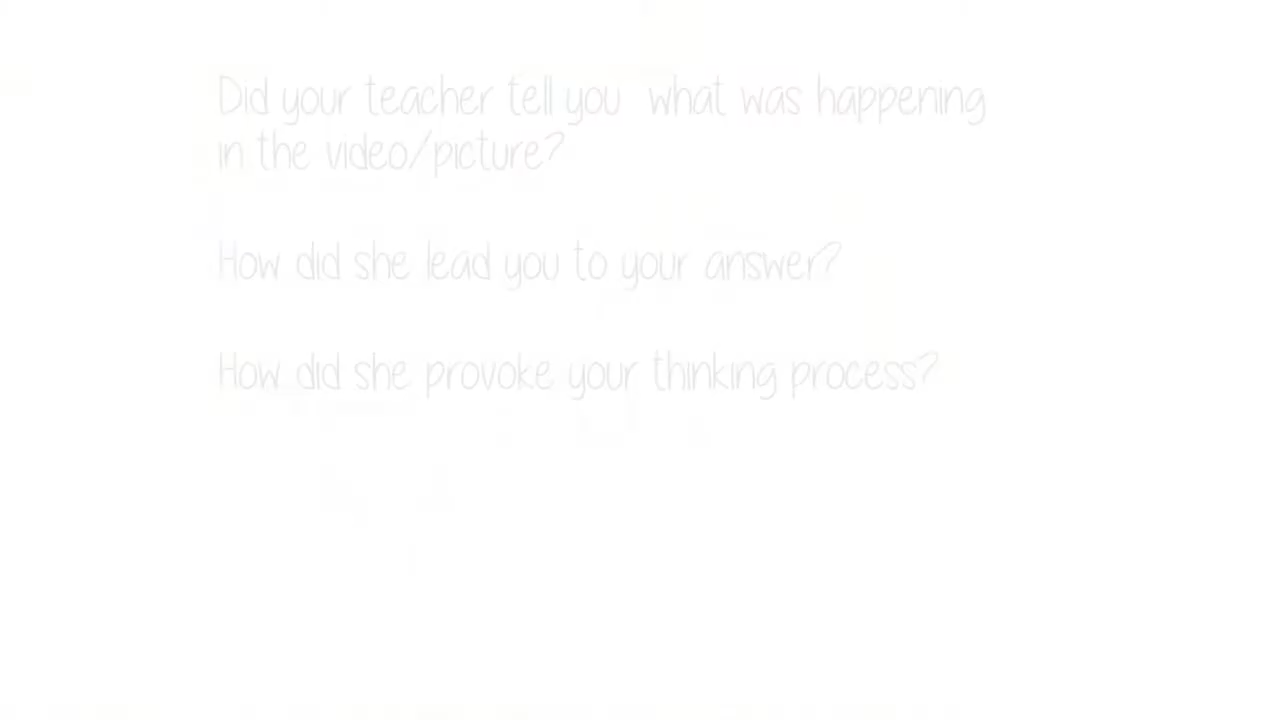 Did your teacher tell you what was happening
in the video/picture?
How did she lead you to your answer?
How did she provoke your thinking process?